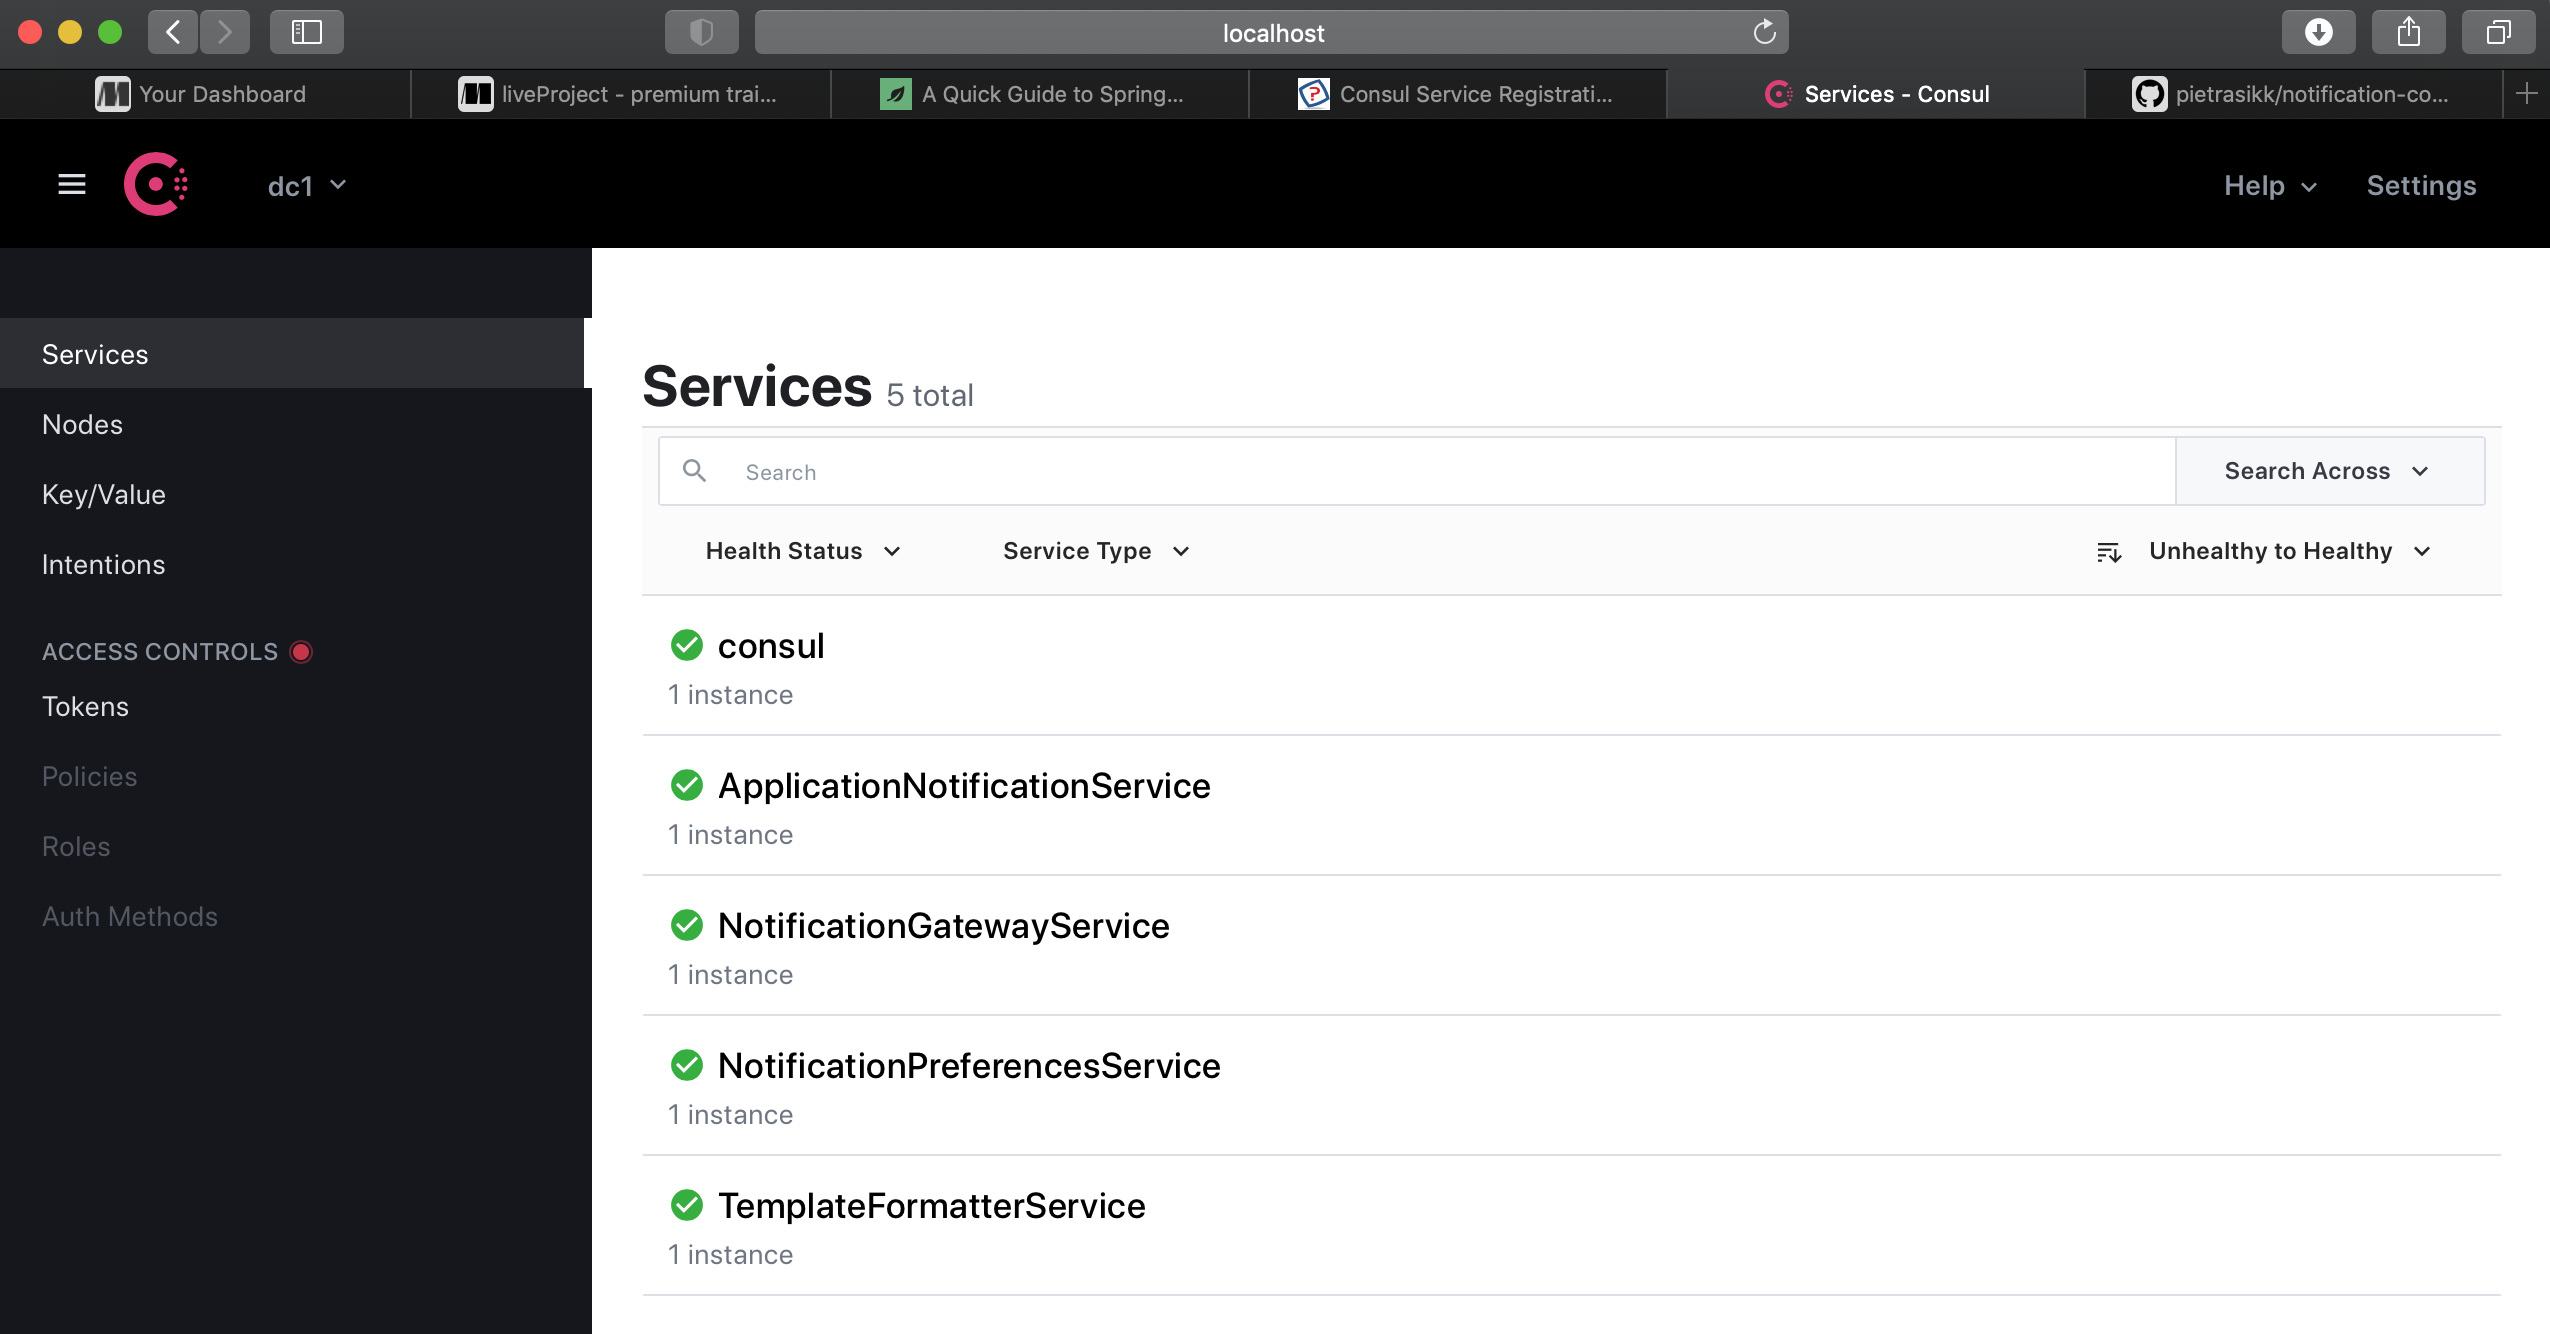 localhost
Your Dashboard
liveProject - premium trai...
A Quick Guide to Spring...
Consul Service Registrati...
Services - Consul
pietrasikk/notification-co...
dc1
Help
Settings
Services
Nodes
Key/Value
Intentions
ACCESS CONTROLS
Tokens
Policies
Roles
Auth Methods
Services 5 total
Search
Search Across
Health Status
Service Type
Unhealthy to Healthy
consul
1 instance
ApplicationNotificationService
1 instance
NotificationGatewayService
1 instance
NotificationPreferencesService
1 instance
TemplateFormatterService
1 instance